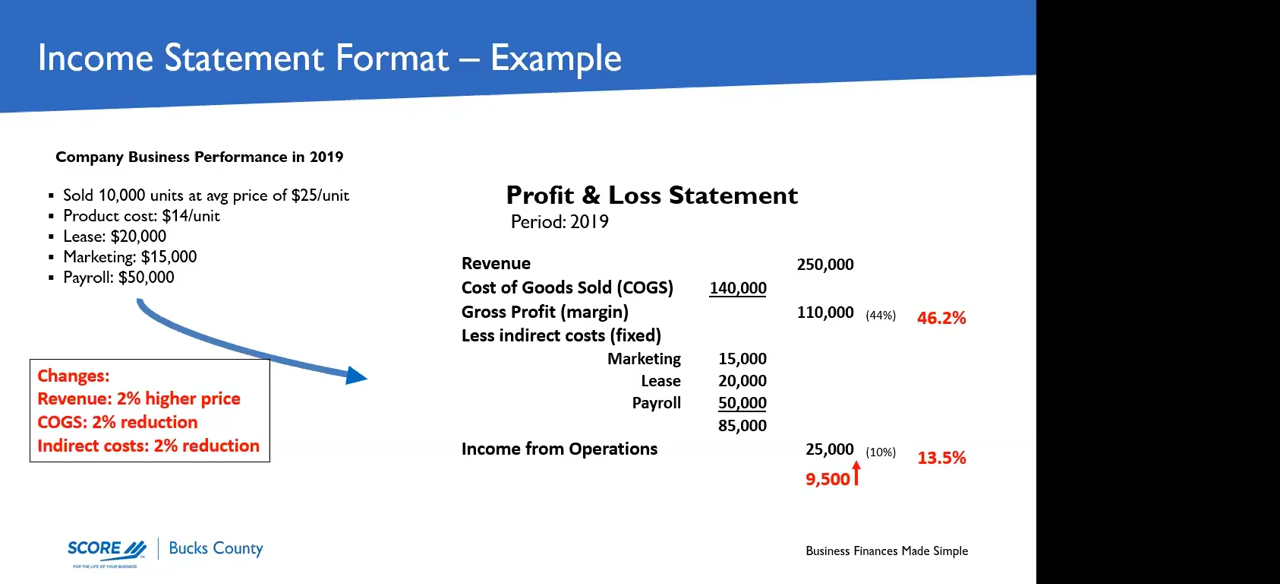 Income Statement Format – Example
Company Business Performance in 2019
▪ Sold 10,000 units at avg price of $25/unit
▪ Product cost: $14/unit
▪ Lease: $20,000
▪ Marketing: $15,000
▪ Payroll: $50,000
Changes:
Revenue: 2% higher price
COGS: 2% reduction
Indirect costs: 2% reduction
Profit & Loss Statement
Period: 2019
Revenue 250,000
Cost of Goods Sold (COGS) 140,000
Gross Profit (margin) 110,000 (44%) 46.2%
Less indirect costs (fixed)
Marketing 15,000
Lease 20,000
Payroll 50,000
85,000
Income from Operations 25,000 (10%) 13.5%
9,500
SCORE | Bucks County
FOR THE LIFE OF YOUR BUSINESS
Business Finances Made Simple